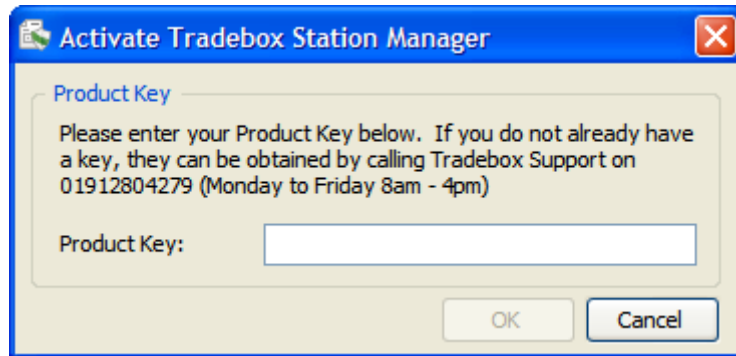 Activate Tradebox Station Manager
Product Key
Please enter your Product Key below. If you do not already have
a key, they can be obtained by calling Tradebox Support on
01912804279 (Monday to Friday 8am - 4pm)
Product Key:
OK Cancel